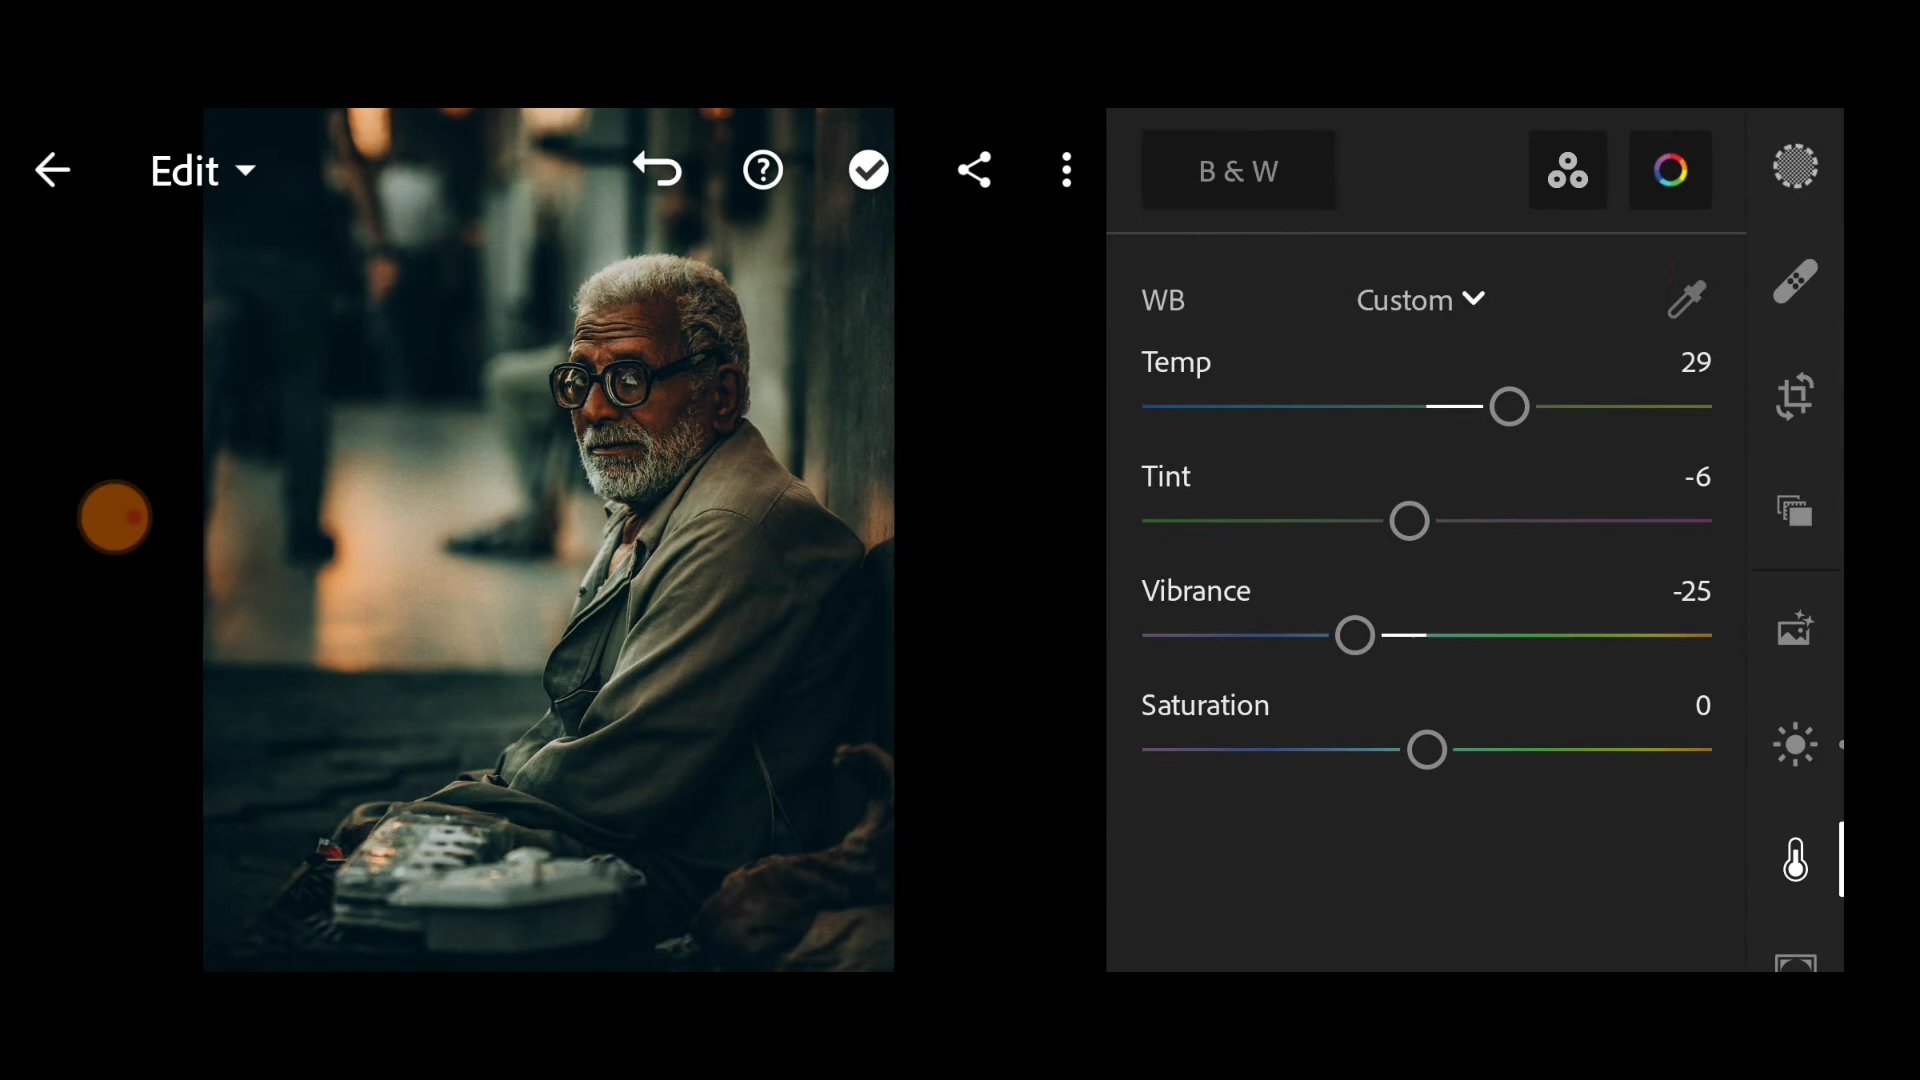 Edit
B & W
WB Custom
Temp 29
Tint -6
Vibrance -25
Saturation 0